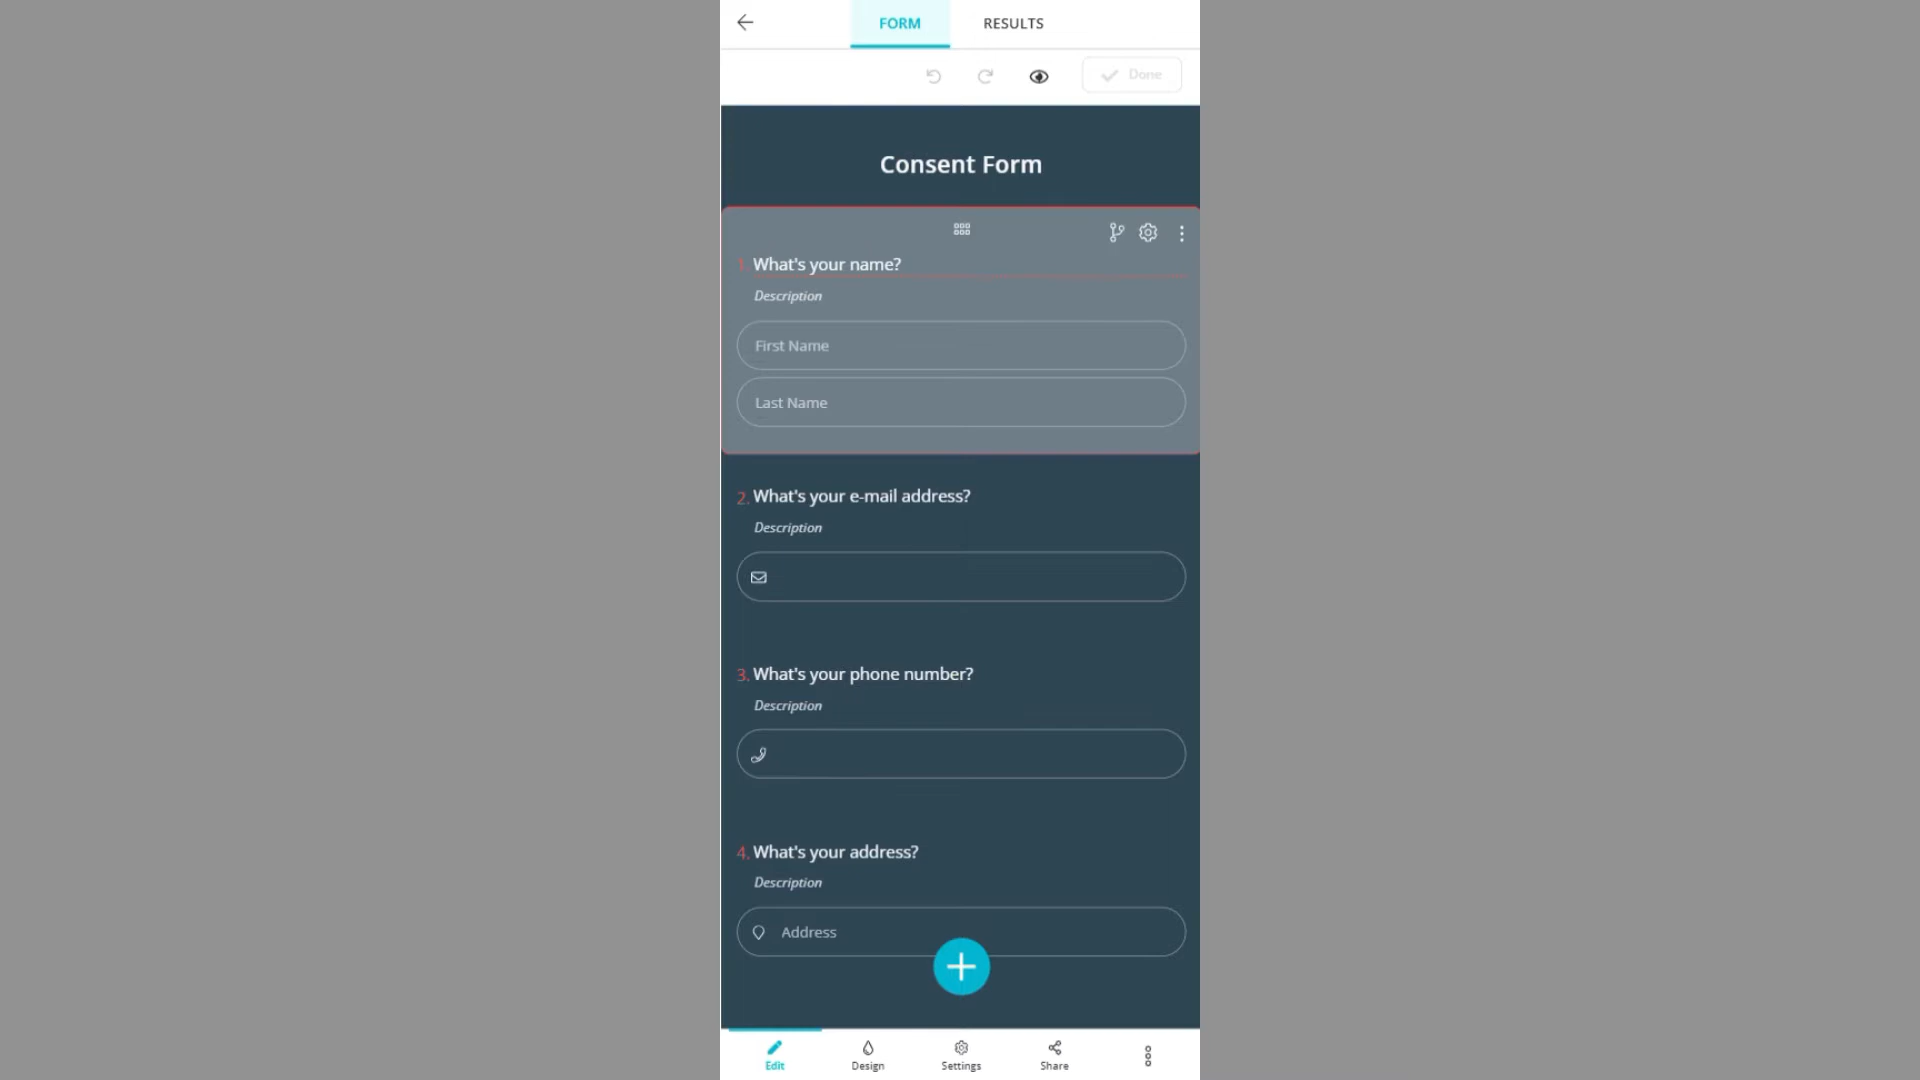 FORM
RESULTS
Done
Consent Form
1. What's your name?
Description
First Name
Last Name
2. What's your e-mail address?
Description
3. What's your phone number?
Description
4. What's your address?
Description
Address
Edit
Design
Settings
Share